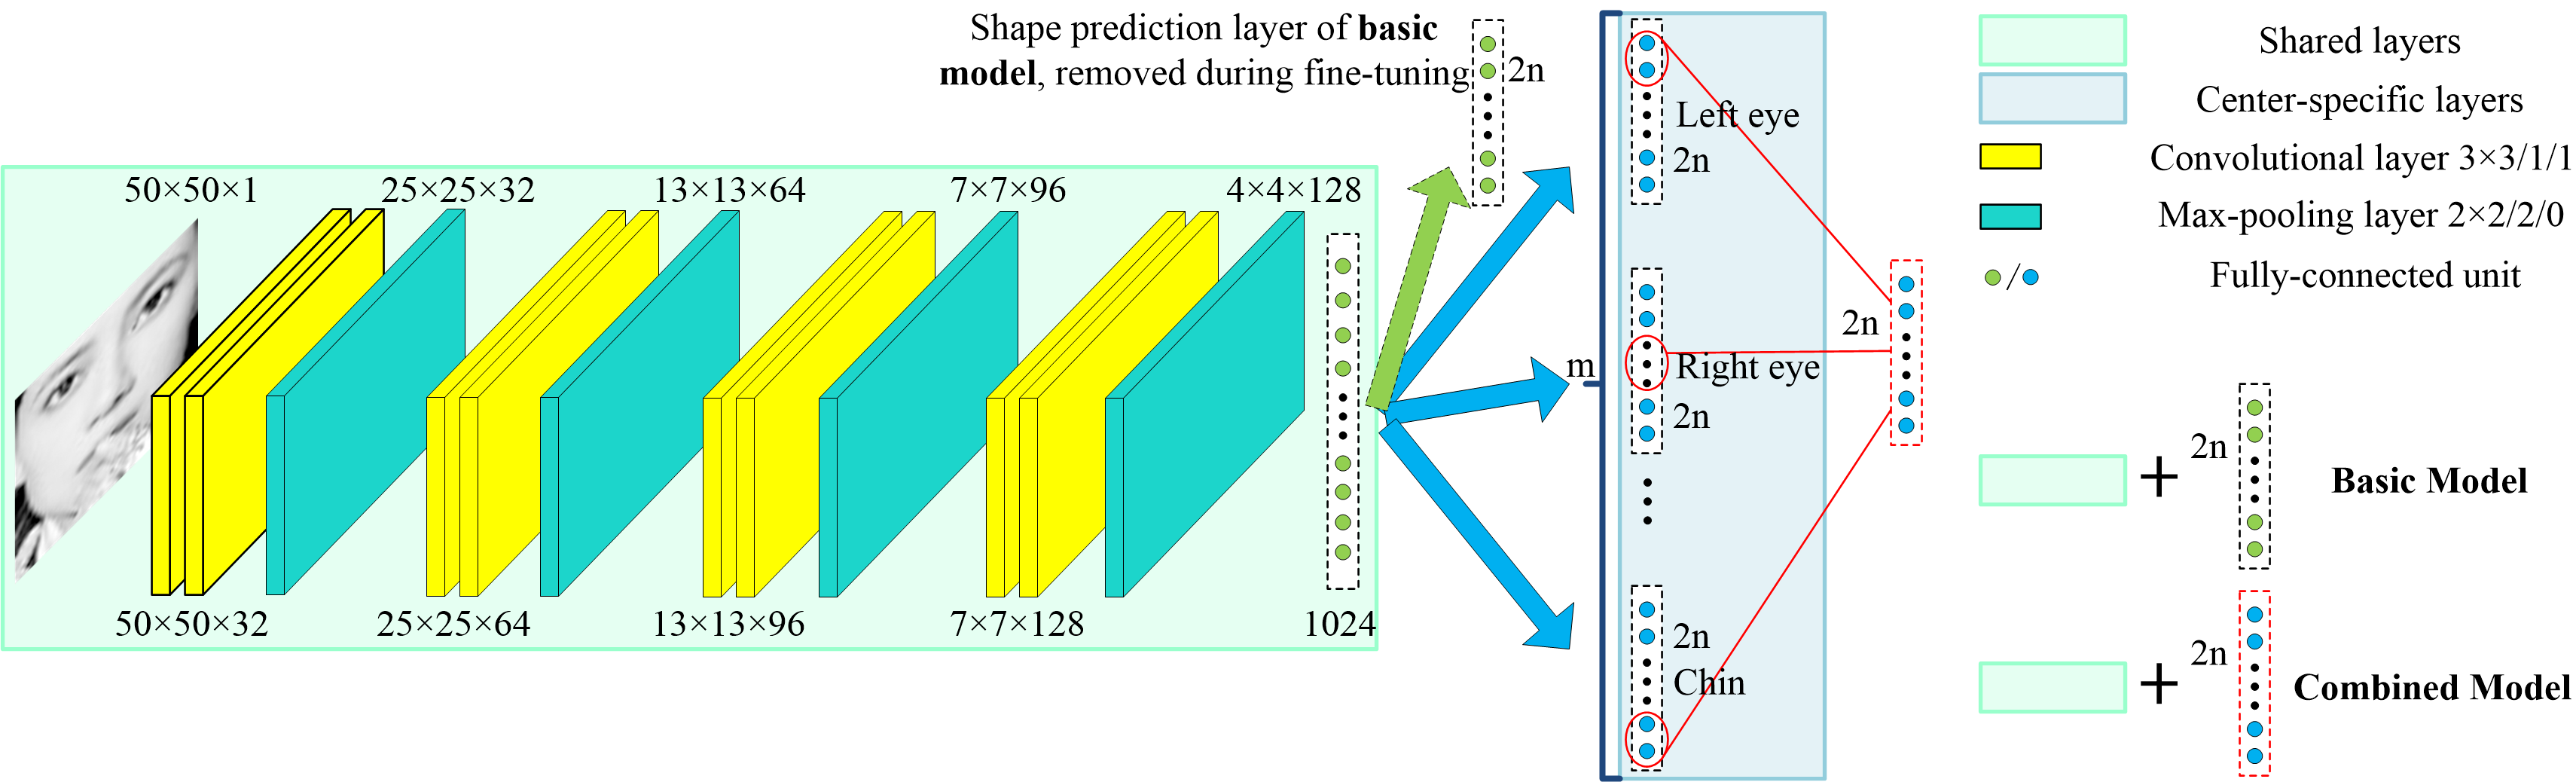 Shape prediction layer of basic
model, removed during fine-tuning
2n
50×50×1
25×25×32
13×13×64
7×7×96
4×4×128
50×50×32
25×25×64
13×13×96
7×7×128
1024
m
Left eye
2n
Right eye
2n
2n
Chin
2n
Shared layers
Center-specific layers
Convolutional layer 3×3/1/1
Max-pooling layer 2×2/2/0
/
Fully-connected unit
+
2n
Basic Model
+
2n
Combined Model